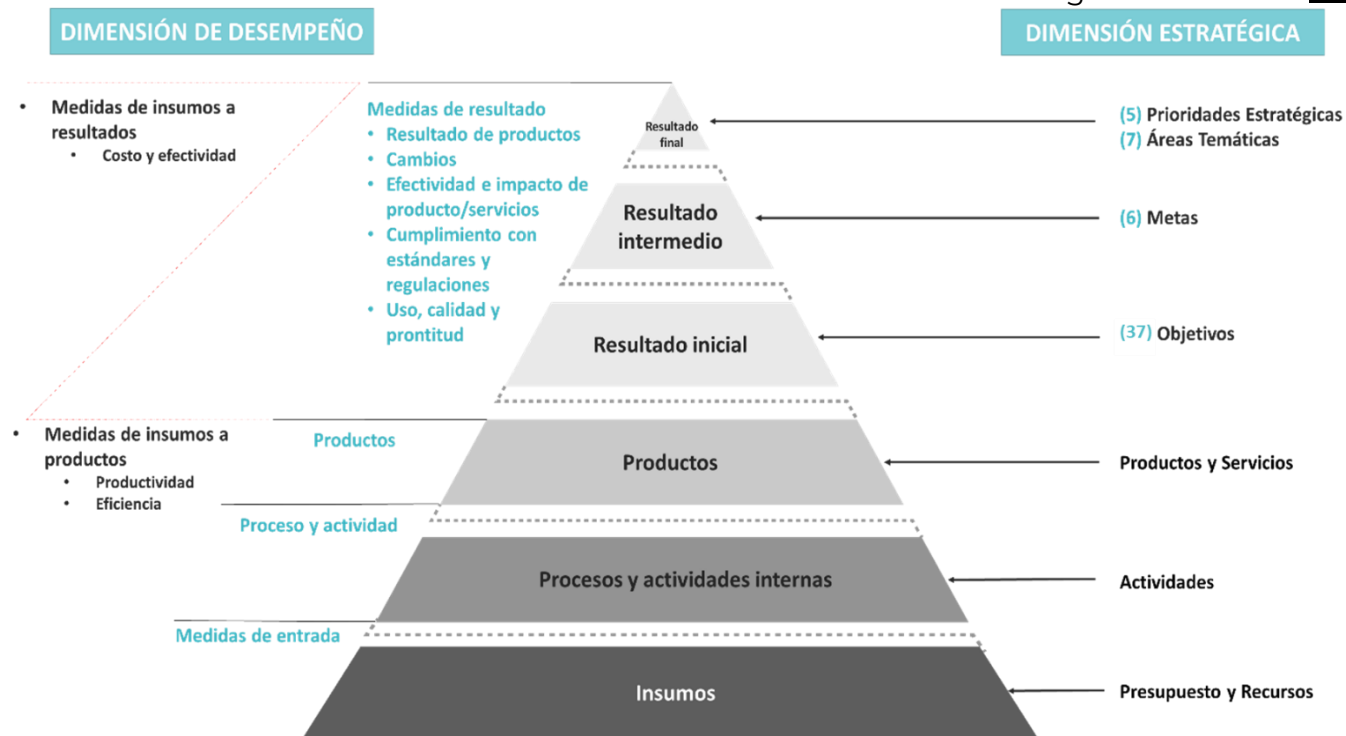 DIMENSIÓN DE DESEMPEÑO
DIMENSIÓN ESTRATÉGICA
• Medidas de insumos a
resultados
• Costo y efectividad
Medidas de resultado
• Resultado de productos
• Cambios
• Efectividad e impacto de
producto/servicios
• Cumplimiento con
estándares y
regulaciones
• Uso, calidad y
prontitud
Resultado
final
(5) Prioridades Estratégicas
(7) Áreas Temáticas
Resultado
intermedio
(6) Metas
Resultado inicial
(37) Objetivos
• Medidas de insumos a
productos
• Productividad
• Eficiencia
Productos
Productos
Productos y Servicios
Proceso y actividad
Procesos y actividades internas
Actividades
Medidas de entrada
Insumos
Presupuesto y Recursos